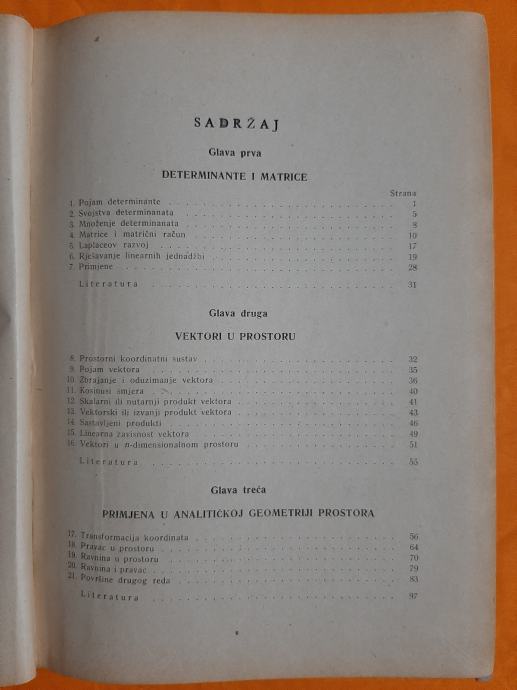 SADRŽAJ
Glava prva
DETERMINANTE I MATRICE
Strana
1. Pojam determinante . . . . . . . . . . 1
2. Svojstva determinanata . . . . . . . . . . 5
3. Množenje determinanata . . . . . . . . . . 8
4. Matrice i matrični račun . . . . . . . . . . 10
5. Laplaceov razvoj . . . . . . . . . . 17
6. Rješavanje linearnih jednadžbi . . . . . . . . . . 19
7. Primjene . . . . . . . . . . 28
Literatura . . . . . . . . . . 31
Glava druga
VEKTORI U PROSTORU
8. Prostorni koordinatni sustav . . . . . . . . . . 32
9. Pojam vektora . . . . . . . . . . 35
10. Zbrajanje i oduzimanje vektora . . . . . . . . . . 36
11. Kosinusi smjera . . . . . . . . . . 40
12. Skalarni ili nutarnji produkt vektora . . . . . . . . . . 41
13. Vektorski ili izvanji produkt vektora . . . . . . . . . . 43
14. Sastavljeni produkti . . . . . . . . . . 46
15. Linearna zavisnost vektora . . . . . . . . . . 49
16. Vektori u n-dimenzionalnom prostoru . . . . . . . . . . 51
Literatura . . . . . . . . . . 55
Glava treća
PRIMJENA U ANALITIČKOJ GEOMETRIJI PROSTORA
17. Transformacija koordinata . . . . . . . . . . 56
18. Pravac u prostoru . . . . . . . . . . 64
19. Ravnina u prostoru . . . . . . . . . . 70
20. Ravnina i pravac . . . . . . . . . . 79
21. Površine drugog reda . . . . . . . . . . 83
Literatura . . . . . . . . . . 97